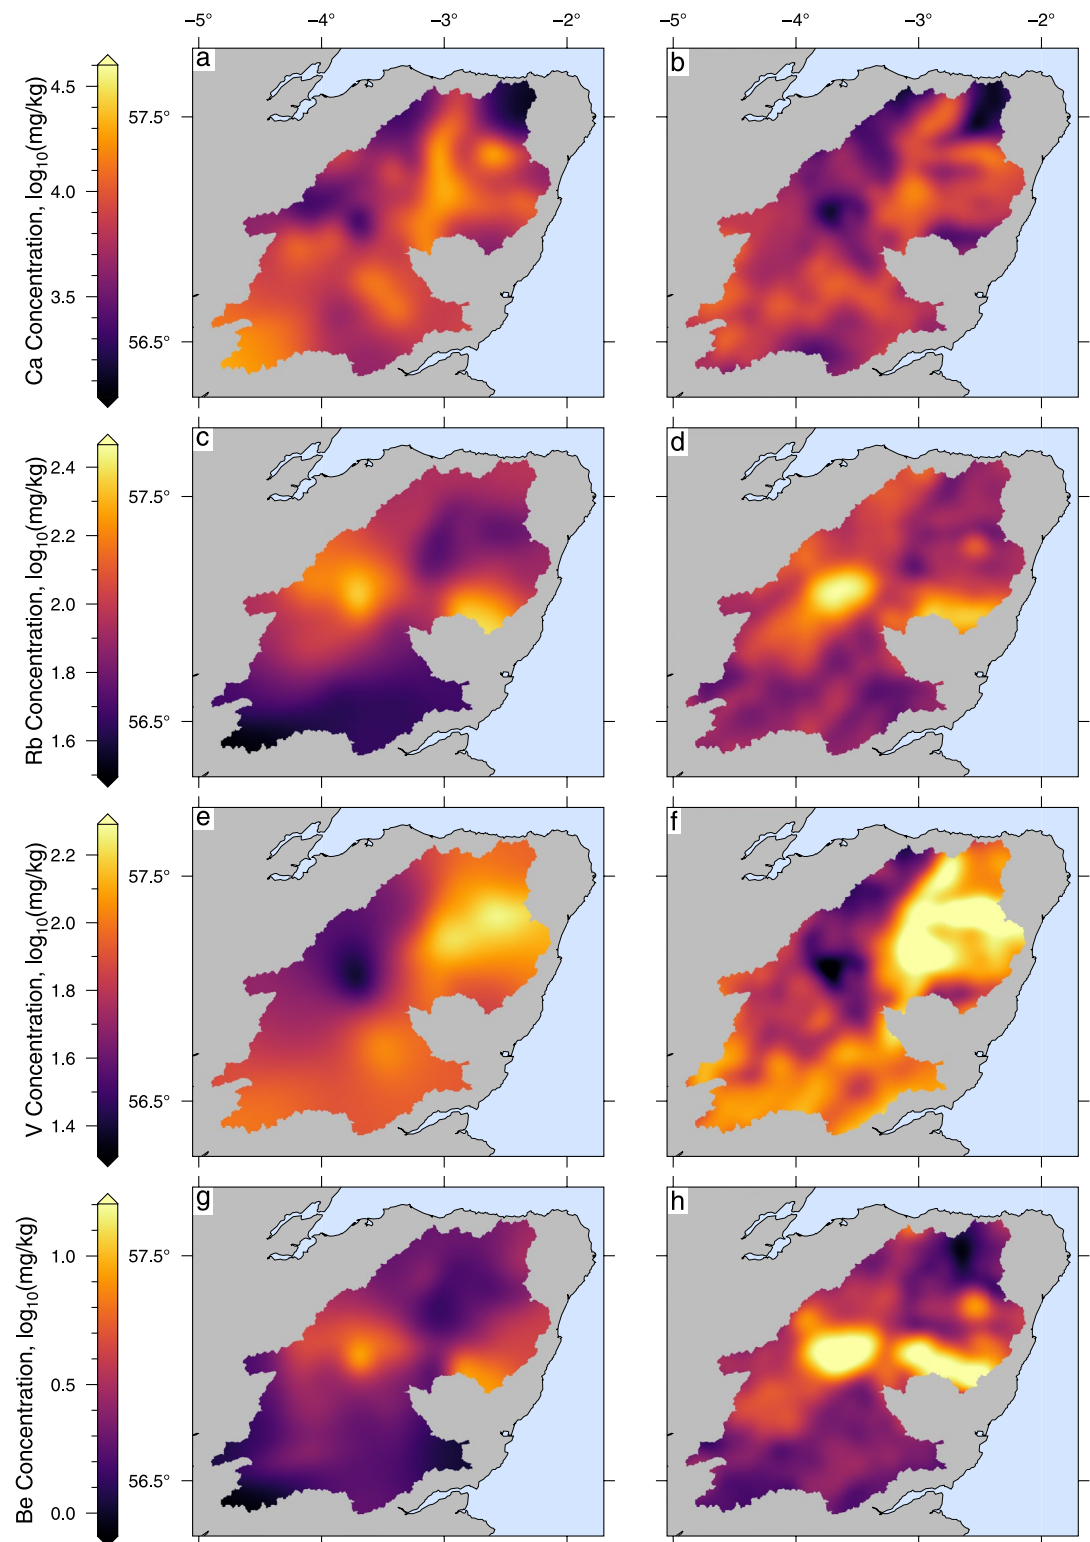 −5° −4° −3° −2° −5° −4° −3° −2°
a b
Ca Concentration, log10(mg/kg)
4.5
4.0
3.5
57.5°
56.5°
c d
Rb Concentration, log10(mg/kg)
2.4
2.2
2.0
1.8
1.6
57.5°
56.5°
e f
V Concentration, log10(mg/kg)
2.2
2.0
1.8
1.6
1.4
57.5°
56.5°
g h
Be Concentration, log10(mg/kg)
1.0
0.5
0.0
57.5°
56.5°